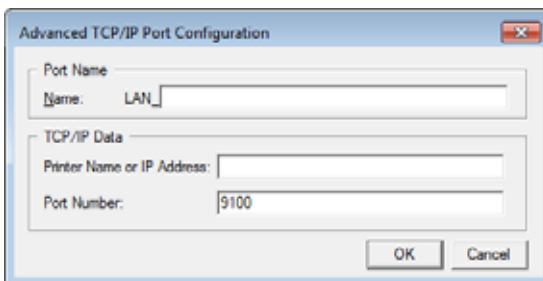 Advanced TCP/IP Port Configuration
Port Name
Name: LAN_
TCP/IP Data
Printer Name or IP Address:
Port Number: 9100
OK Cancel